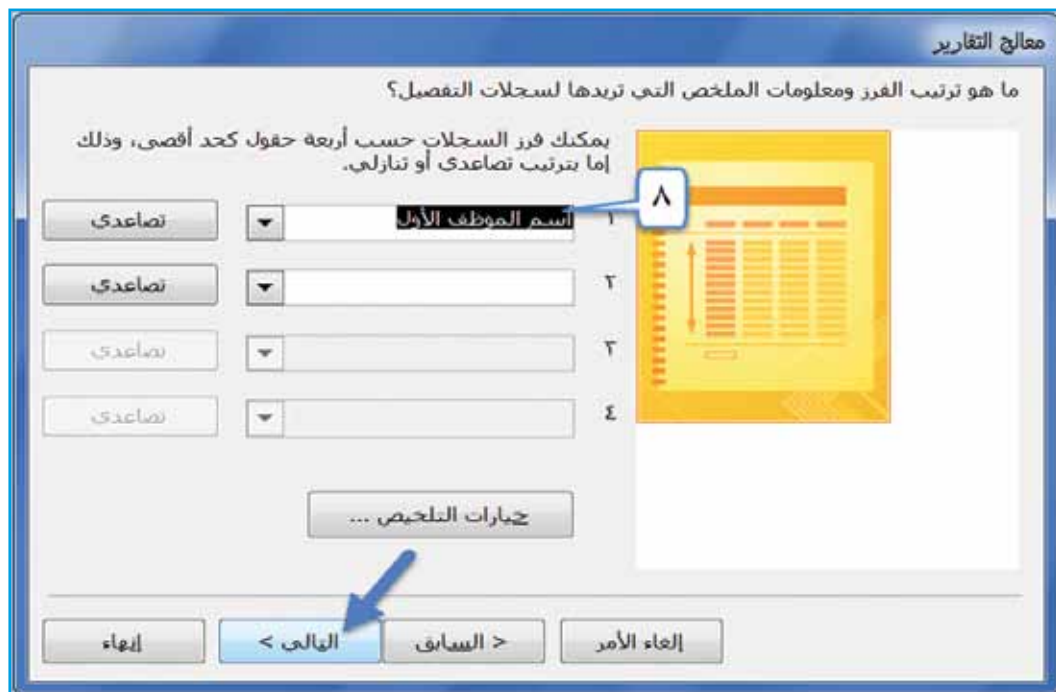 معالج التقارير
ما هو ترتيب الفرز ومعلومات الملخص التي تريدها لسجلات التفصيل؟
يمكنك فرز السجلات حسب أربعة حقول كحد أقصى، وذلك
إما بترتيب تصاعدي أو تنازلي.
٨
١ اسم الموظف الأول تصاعدي
٢ تصاعدي
٣ تصاعدي
٤ تصاعدي
خيارات التلخيص ...
إلغاء الأمر < السابق التالي > إنهاء